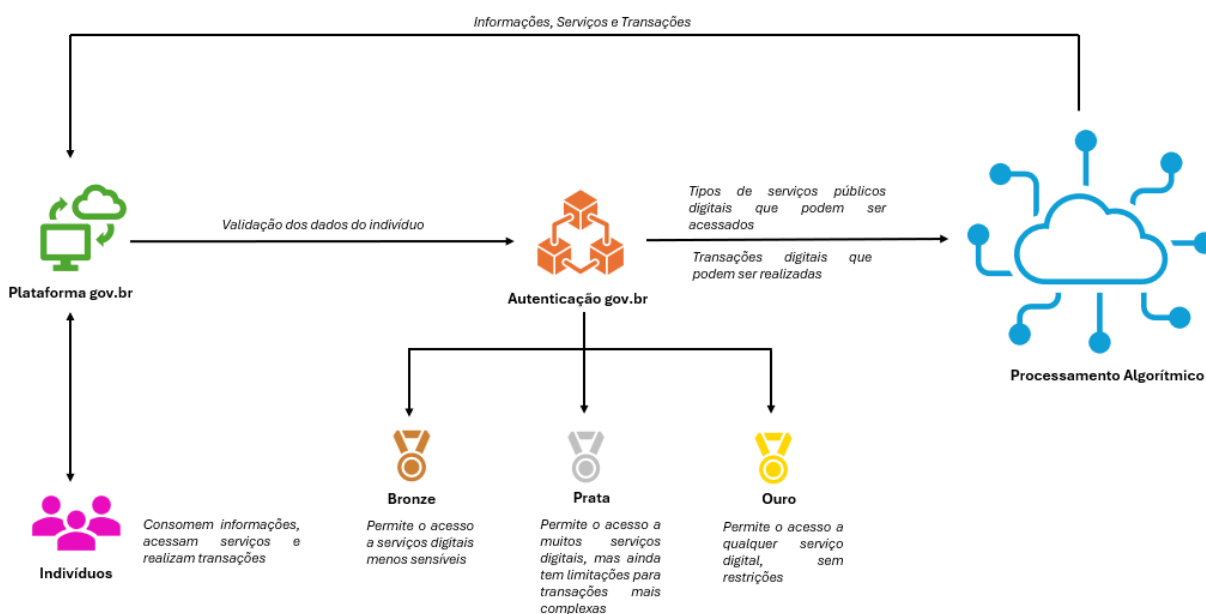 Informações, Serviços e Transações
Tipos de serviços públicos
digitais que podem ser
acessados
Validação dos dados do indivíduo
Transações digitais que
podem ser realizadas
Plataforma gov.br
Autenticação gov.br
Processamento Algorítmico
Bronze
Prata
Ouro
Permite o acesso
a serviços digitais
menos sensíveis
Permite o acesso a
muitos serviços
digitais, mas ainda
tem limitações para
transações mais
complexas
Permite o acesso a
qualquer serviço
digital, sem
restrições
Consomem informações,
acessam serviços e
realizam transações
Indivíduos